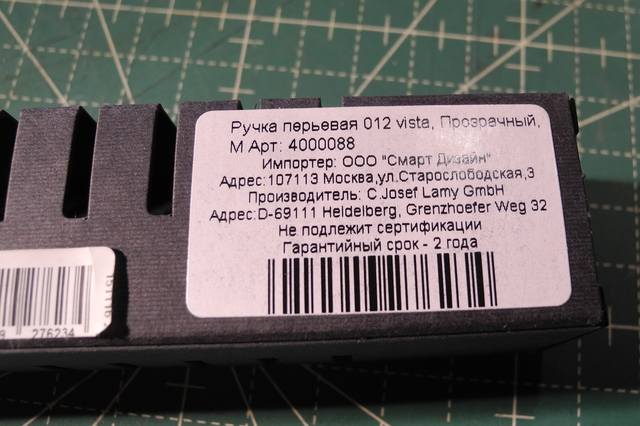 Ручка перьевая 012 vista, Прозрачный,
M Арт: 4000088
Импортер: ООО "Смарт Дизайн"
Адрес:107113 Москва,ул.Старослободская,3
Производитель: C.Josef Lamy GmbH
Адрес:D-69111 Heidelberg, Grenzhoefer Weg 32
Не подлежит сертификации
Гарантийный срок - 2 года
276234